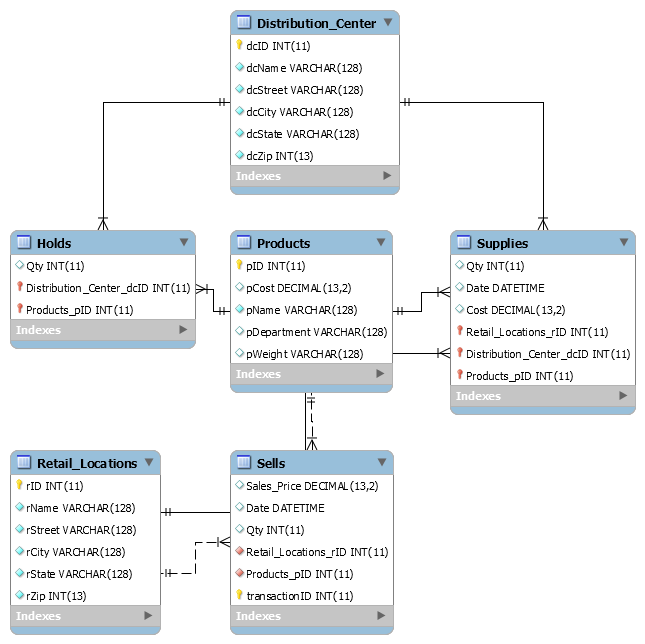 Distribution_Center
dcID INT(11)
dcName VARCHAR(128)
dcStreet VARCHAR(128)
dcCity VARCHAR(128)
dcState VARCHAR(128)
dcZip INT(13)
Indexes
Holds
Qty INT(11)
Distribution_Center_dcID INT(11)
Products_pID INT(11)
Indexes
Products
pID INT(11)
pCost DECIMAL(13,2)
pName VARCHAR(128)
pDepartment VARCHAR(128)
pWeight VARCHAR(128)
Indexes
Supplies
Qty INT(11)
Date DATETIME
Cost DECIMAL(13,2)
Retail_Locations_rID INT(11)
Distribution_Center_dcID INT(11)
Products_pID INT(11)
Indexes
Retail_Locations
rID INT(11)
rName VARCHAR(128)
rStreet VARCHAR(128)
rCity VARCHAR(128)
rState VARCHAR(128)
rZip INT(13)
Indexes
Sells
Sales_Price DECIMAL(13,2)
Date DATETIME
Qty INT(11)
Retail_Locations_rID INT(11)
Products_pID INT(11)
transactionID INT(11)
Indexes